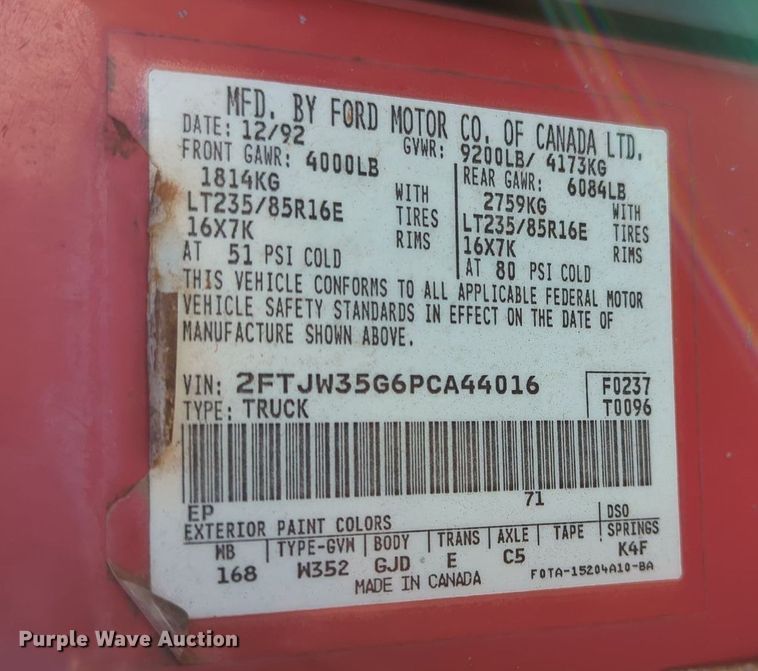 MFD. BY FORD MOTOR CO. OF CANADA LTD.
DATE: 12/92 GVWR: 9200LB/ 4173KG
FRONT GAWR: 4000LB REAR GAWR: 6084LB
1814KG WITH 2759KG WITH
LT235/85R16E TIRES LT235/85R16E TIRES
16X7K RIMS 16X7K RIMS
AT 51 PSI COLD AT 80 PSI COLD
THIS VEHICLE CONFORMS TO ALL APPLICABLE FEDERAL MOTOR
VEHICLE SAFETY STANDARDS IN EFFECT ON THE DATE OF
MANUFACTURE SHOWN ABOVE.
VIN: 2FTJW35G6PCA44016 F0237
TYPE: TRUCK T0096
EP 71 DSO
EXTERIOR PAINT COLORS SPRINGS
WB TYPE-GVW BODY TRANS AXLE TAPE
168 W352 GJD E C5 K4F
MADE IN CANADA F0TA-15204A10-BA
Purple Wave Auction